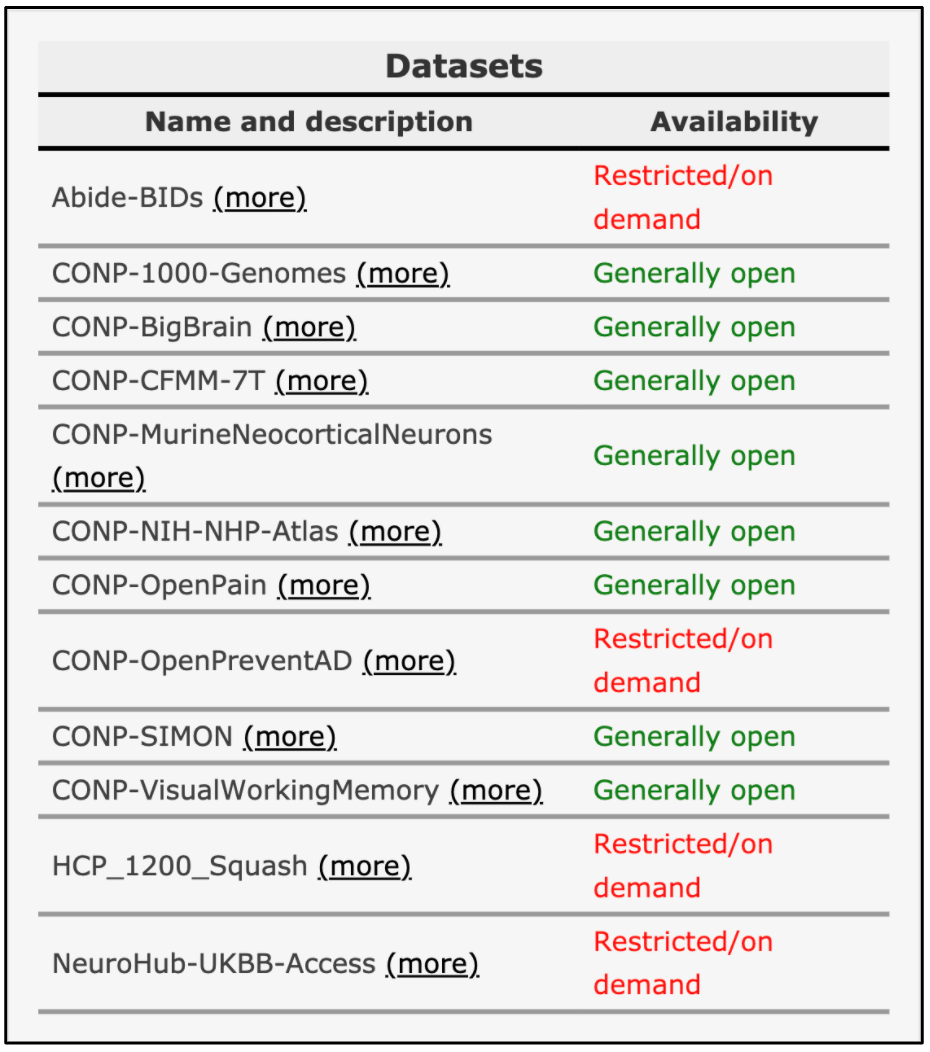 Datasets
Name and description Availability
Abide-BIDs (more) Restricted/on
demand
CONP-1000-Genomes (more) Generally open
CONP-BigBrain (more) Generally open
CONP-CFMM-7T (more) Generally open
CONP-MurineNeocorticalNeurons
(more) Generally open
CONP-NIH-NHP-Atlas (more) Generally open
CONP-OpenPain (more) Generally open
CONP-OpenPreventAD (more) Restricted/on
demand
CONP-SIMON (more) Generally open
CONP-VisualWorkingMemory (more) Generally open
HCP_1200_Squash (more) Restricted/on
demand
NeuroHub-UKBB-Access (more) Restricted/on
demand